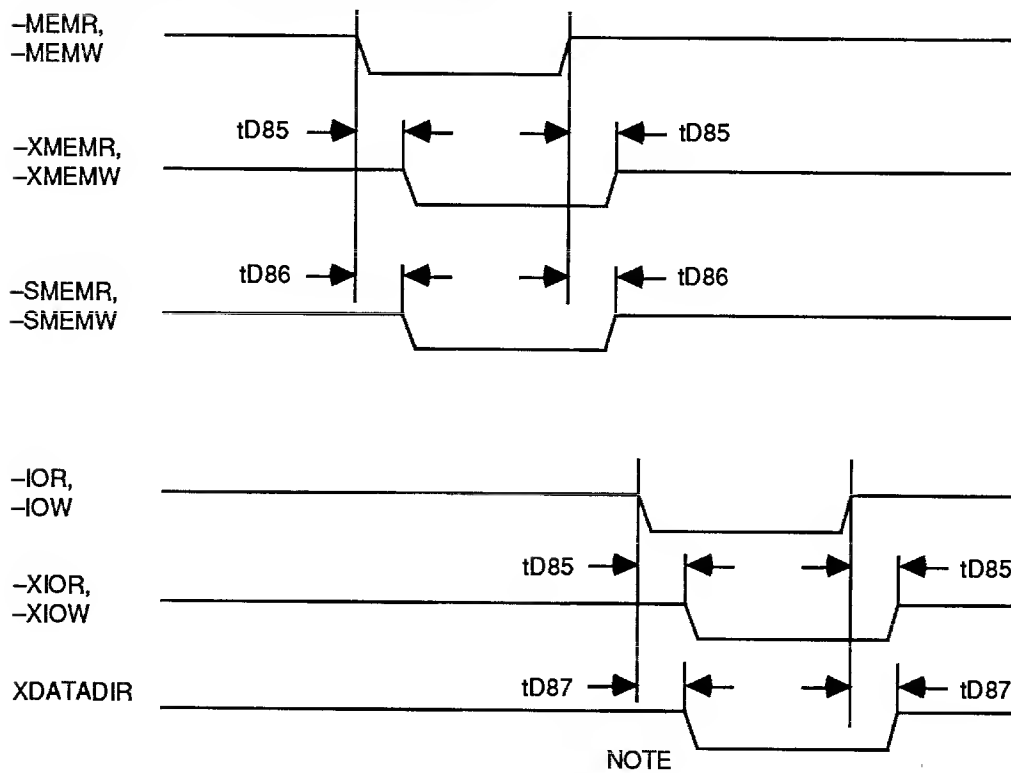 –MEMR,
–MEMW
tD85
tD85
–XMEMR,
–XMEMW
tD86
tD86
–SMEMR,
–SMEMW
–IOR,
–IOW
tD85
tD85
–XIOR,
–XIOW
tD87
tD87
XDATADIR
NOTE